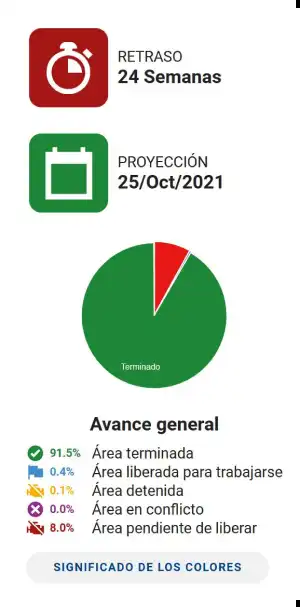 RETRASO
24 Semanas
PROYECCIÓN
25/Oct/2021
Terminado
Avance general
91.5% Área terminada
0.4% Área liberada para trabajarse
0.1% Área detenida
0.0% Área en conflicto
8.0% Área pendiente de liberar
SIGNIFICADO DE LOS COLORES